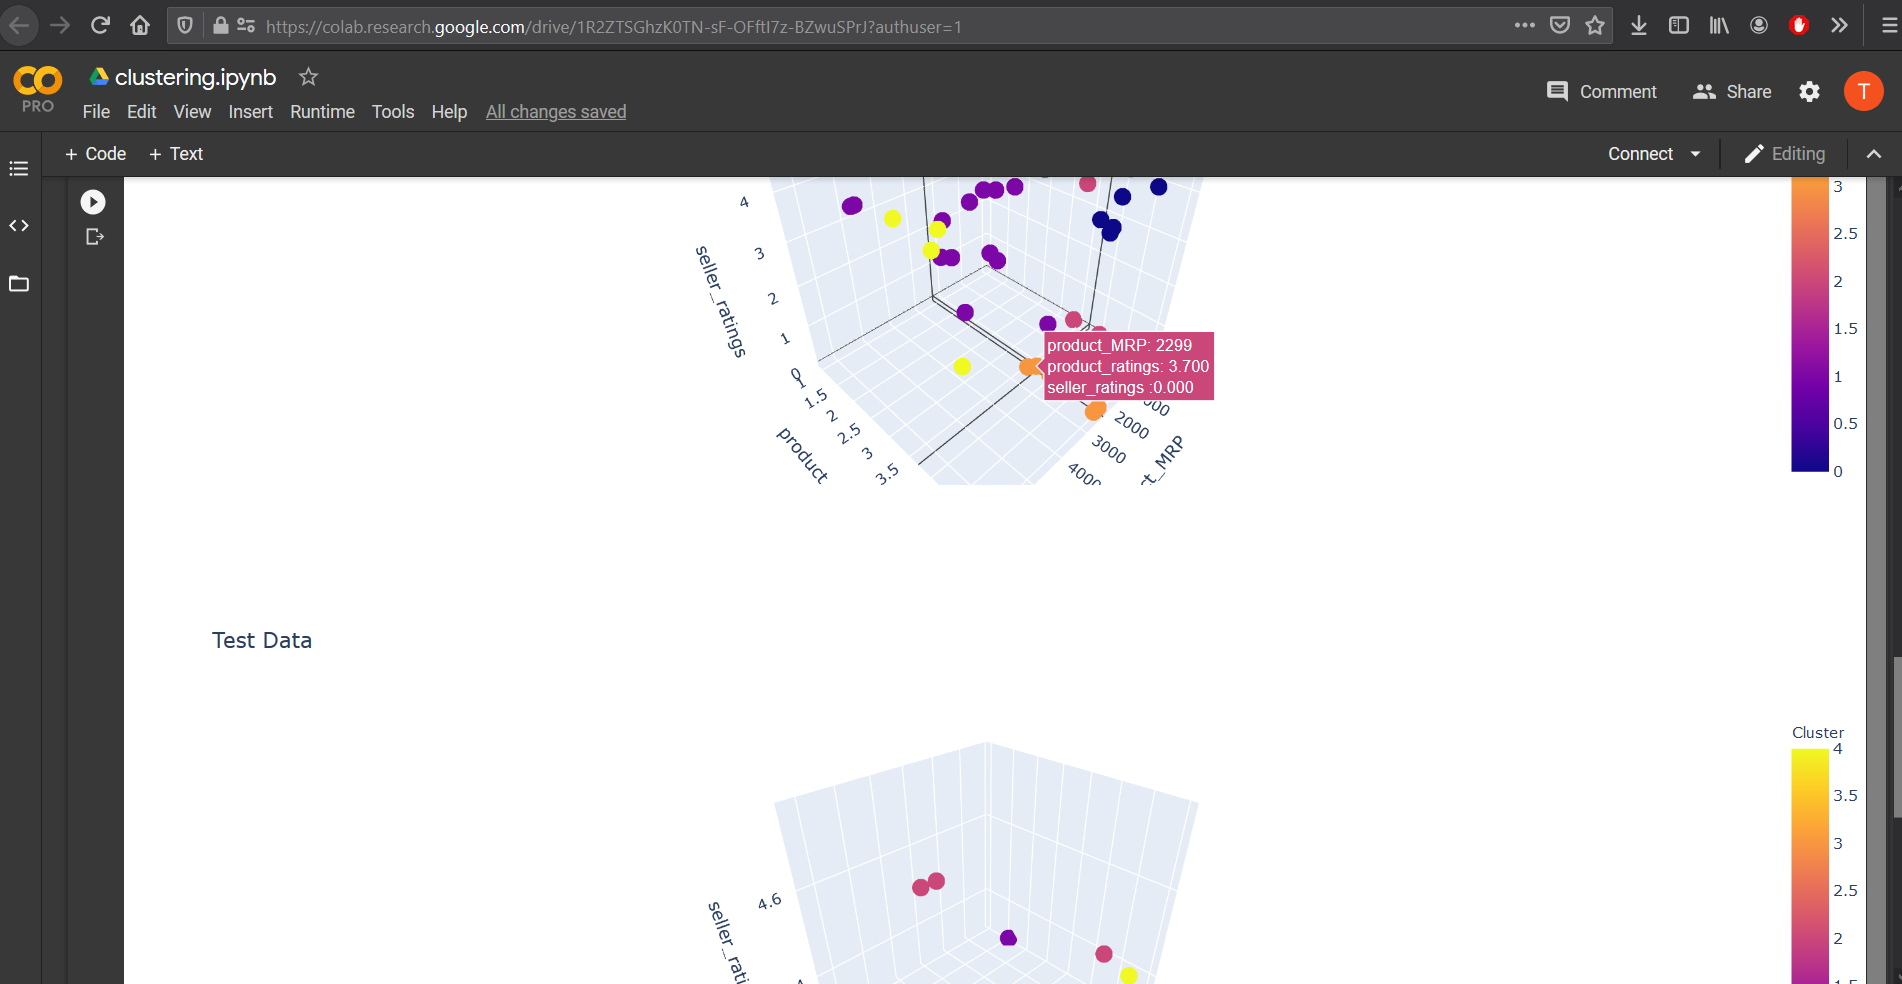 https://colab.research.google.com/drive/1R2ZTSGhzK0TN-sF-OFftI7z-BZwuSPrJ?authuser=1
CO
PRO
clustering.ipynb
File Edit View Insert Runtime Tools Help All changes saved
Comment Share T
+ Code + Text
Connect Editing
4
3
2
1
0
seller_ratings
1
1.5
2
2.5
3
3.5
product
product_MRP: 2299
product_ratings: 3.700
seller_ratings :0.000
2000
3000
4000
ct_MRP
3
2.5
2
1.5
1
0.5
0
Test Data
Cluster
4
3.5
3
2.5
2
1.5
4.6
seller_rati